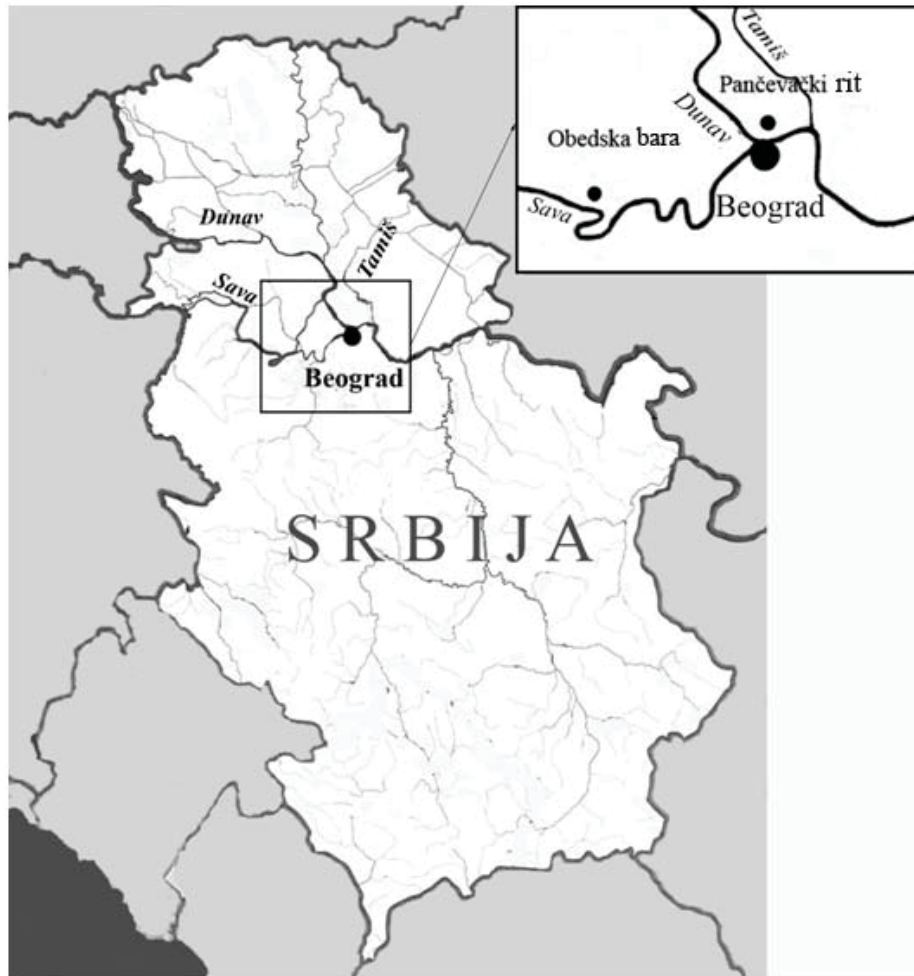 Tamiš
Pančevački rit
Dunav
Obedska bara
Sava
Beograd
Dunav
Tamiš
Sava
Beograd
SRBIJA